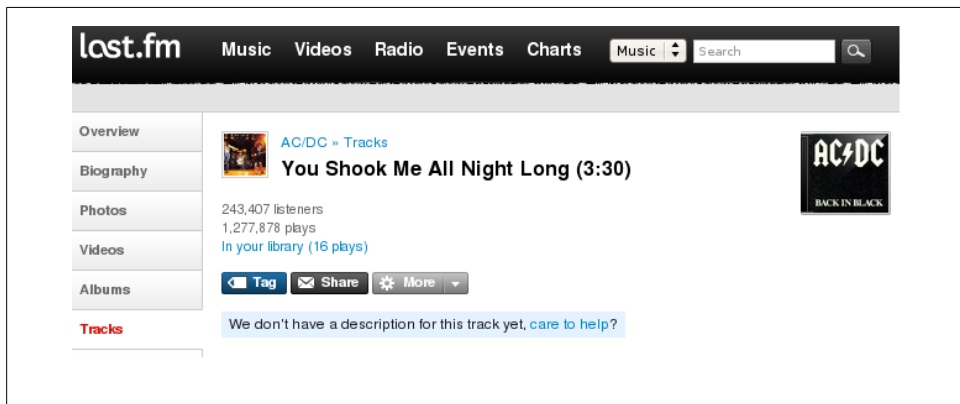 last.fm Music Videos Radio Events Charts Music Search
Overview
Biography
Photos
Videos
Albums
Tracks
AC/DC » Tracks
You Shook Me All Night Long (3:30)
243,407 listeners
1,277,878 plays
In your library (16 plays)
Tag Share More
We don't have a description for this track yet, care to help?
AC/DC
BACK IN BLACK